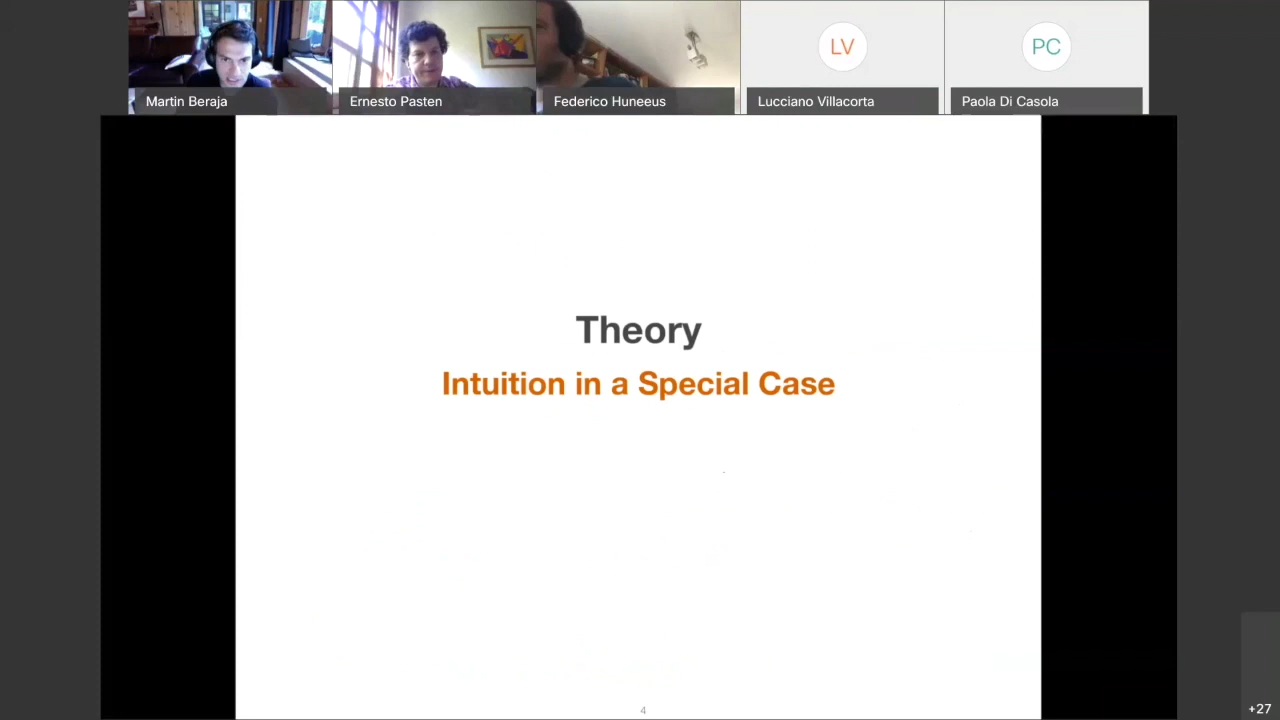 LV
PC
Martin Beraja
Ernesto Pasten
Federico Huneeus
Lucciano Villacorta
Paola Di Casola
Theory
Intuition in a Special Case
4
+27